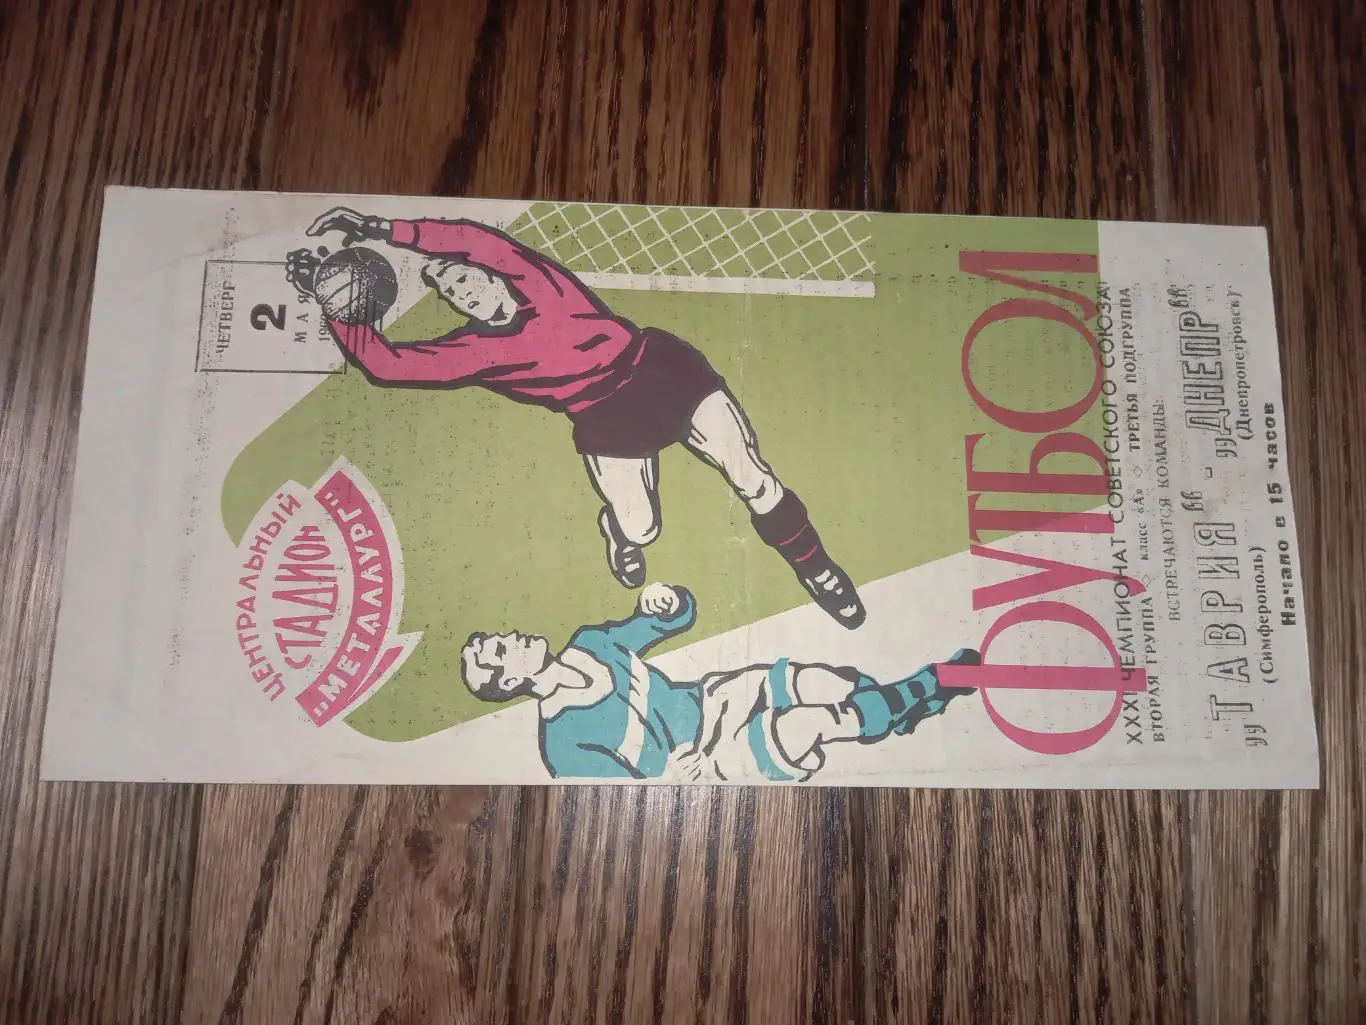 ЧЕТВЕРГ
2
МАЯ
ЦЕНТРАЛЬНЫЙ
СТАДИОН
„МЕТАЛЛУРГ“
ФУТБОЛ
XXXI ЧЕМПИОНАТ СОВЕТСКОГО СОЮЗА
ВТОРАЯ ГРУППА ◇ класс «А» ◇ ТРЕТЬЯ ПОДГРУППА
ВСТРЕЧАЮТСЯ КОМАНДЫ:
„ТАВРИЯ“ - „ДНЕПР“
(Симферополь) (Днепропетровск)
Начало в 15 часов